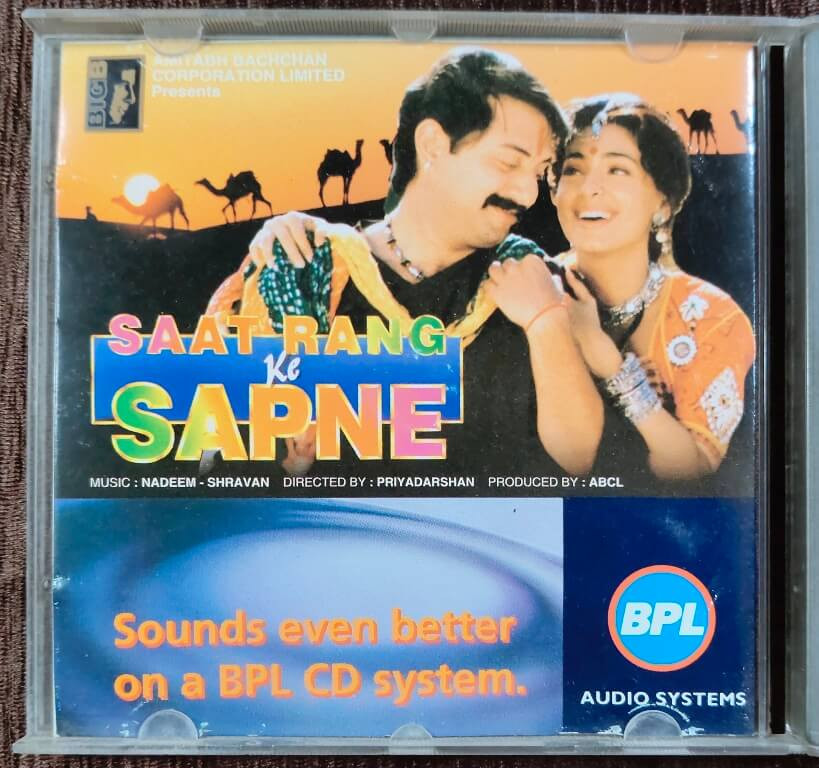 BIG B
AMITABH BACHCHAN
CORPORATION LIMITED
Presents
SAAT RANG
Ke
SAPNE
MUSIC : NADEEM - SHRAVAN DIRECTED BY : PRIYADARSHAN PRODUCED BY : ABCL
Sounds even better
on a BPL CD system.
BPL
AUDIO SYSTEMS